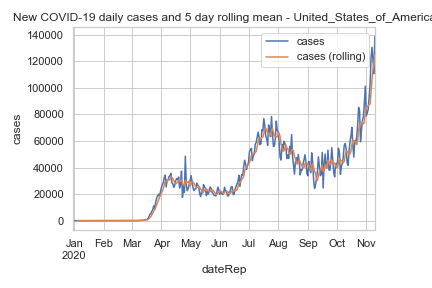 New COVID-19 daily cases and 5 day rolling mean - United_States_of_America
cases
cases (rolling)
140000
120000
100000
80000
60000
40000
20000
0
cases
Jan Feb Mar Apr May Jun Jul Aug Sep Oct Nov
2020
dateRep